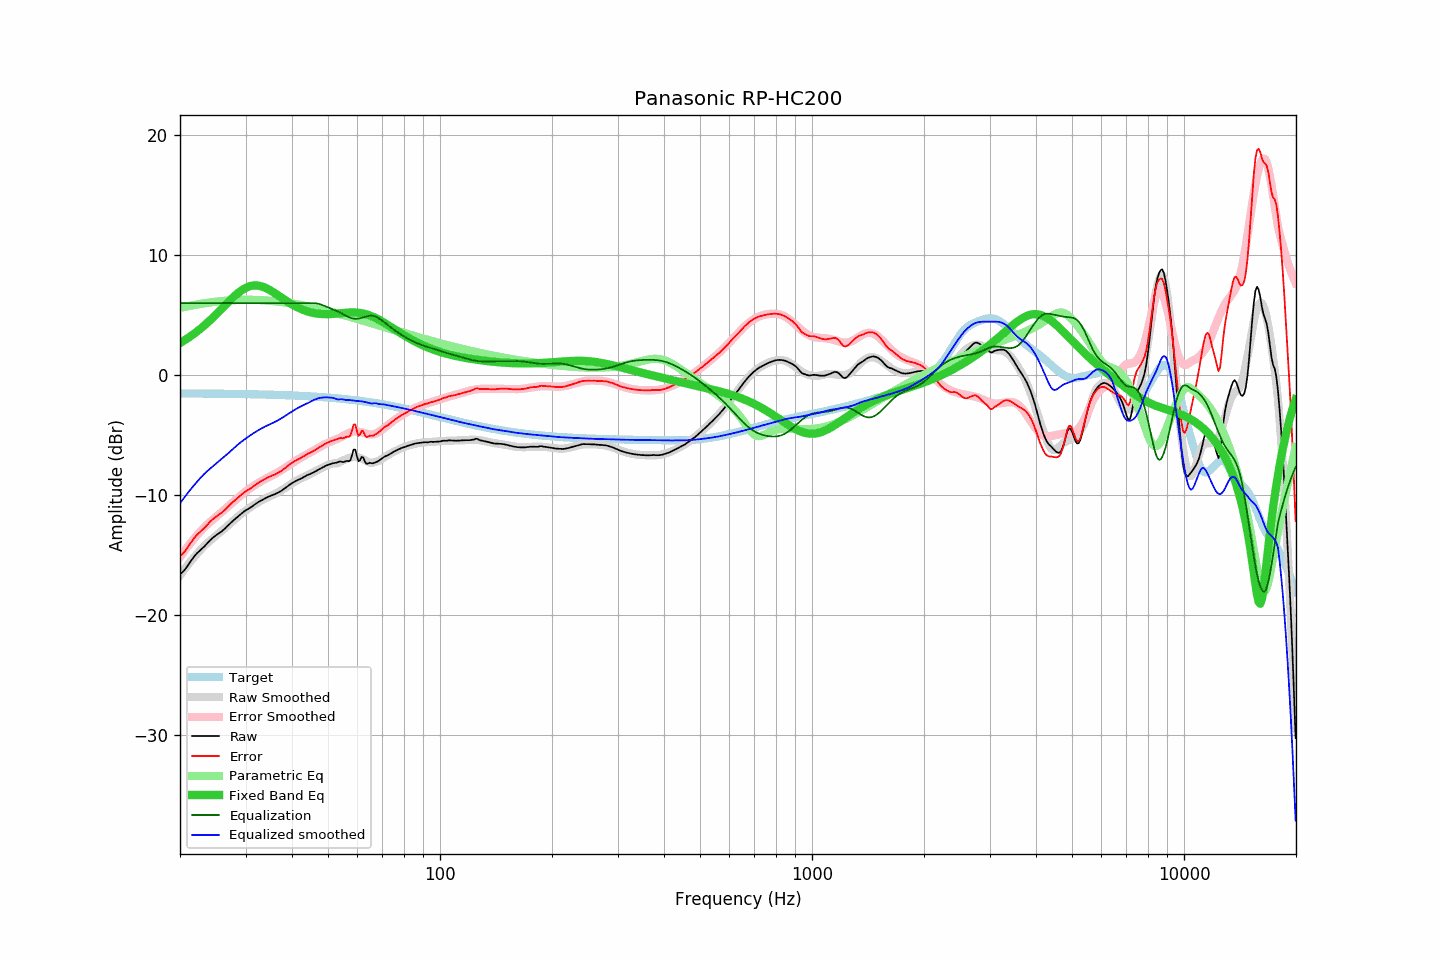 Panasonic RP-HC200
20
10
0
−10
−20
−30
Amplitude (dBr)
Target
Raw Smoothed
Error Smoothed
Raw
Error
Parametric Eq
Fixed Band Eq
Equalization
Equalized smoothed
100 1000 10000
Frequency (Hz)